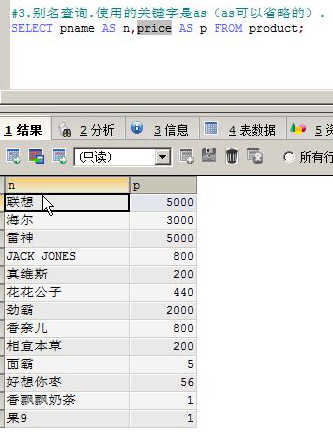 #3.别名查询.使用的关键字是as（as可以省略的）.
SELECT pname AS n,price AS p FROM product;
1 结果 2 分析 3 信息 4 表数据 5 资
(只读) 所有行
n p
联想 5000
海尔 3000
雷神 5000
JACK JONES 800
真维斯 200
花花公子 440
劲霸 2000
香奈儿 800
相宜本草 200
面霸 5
好想你枣 56
香飘飘奶茶 1
果9 1